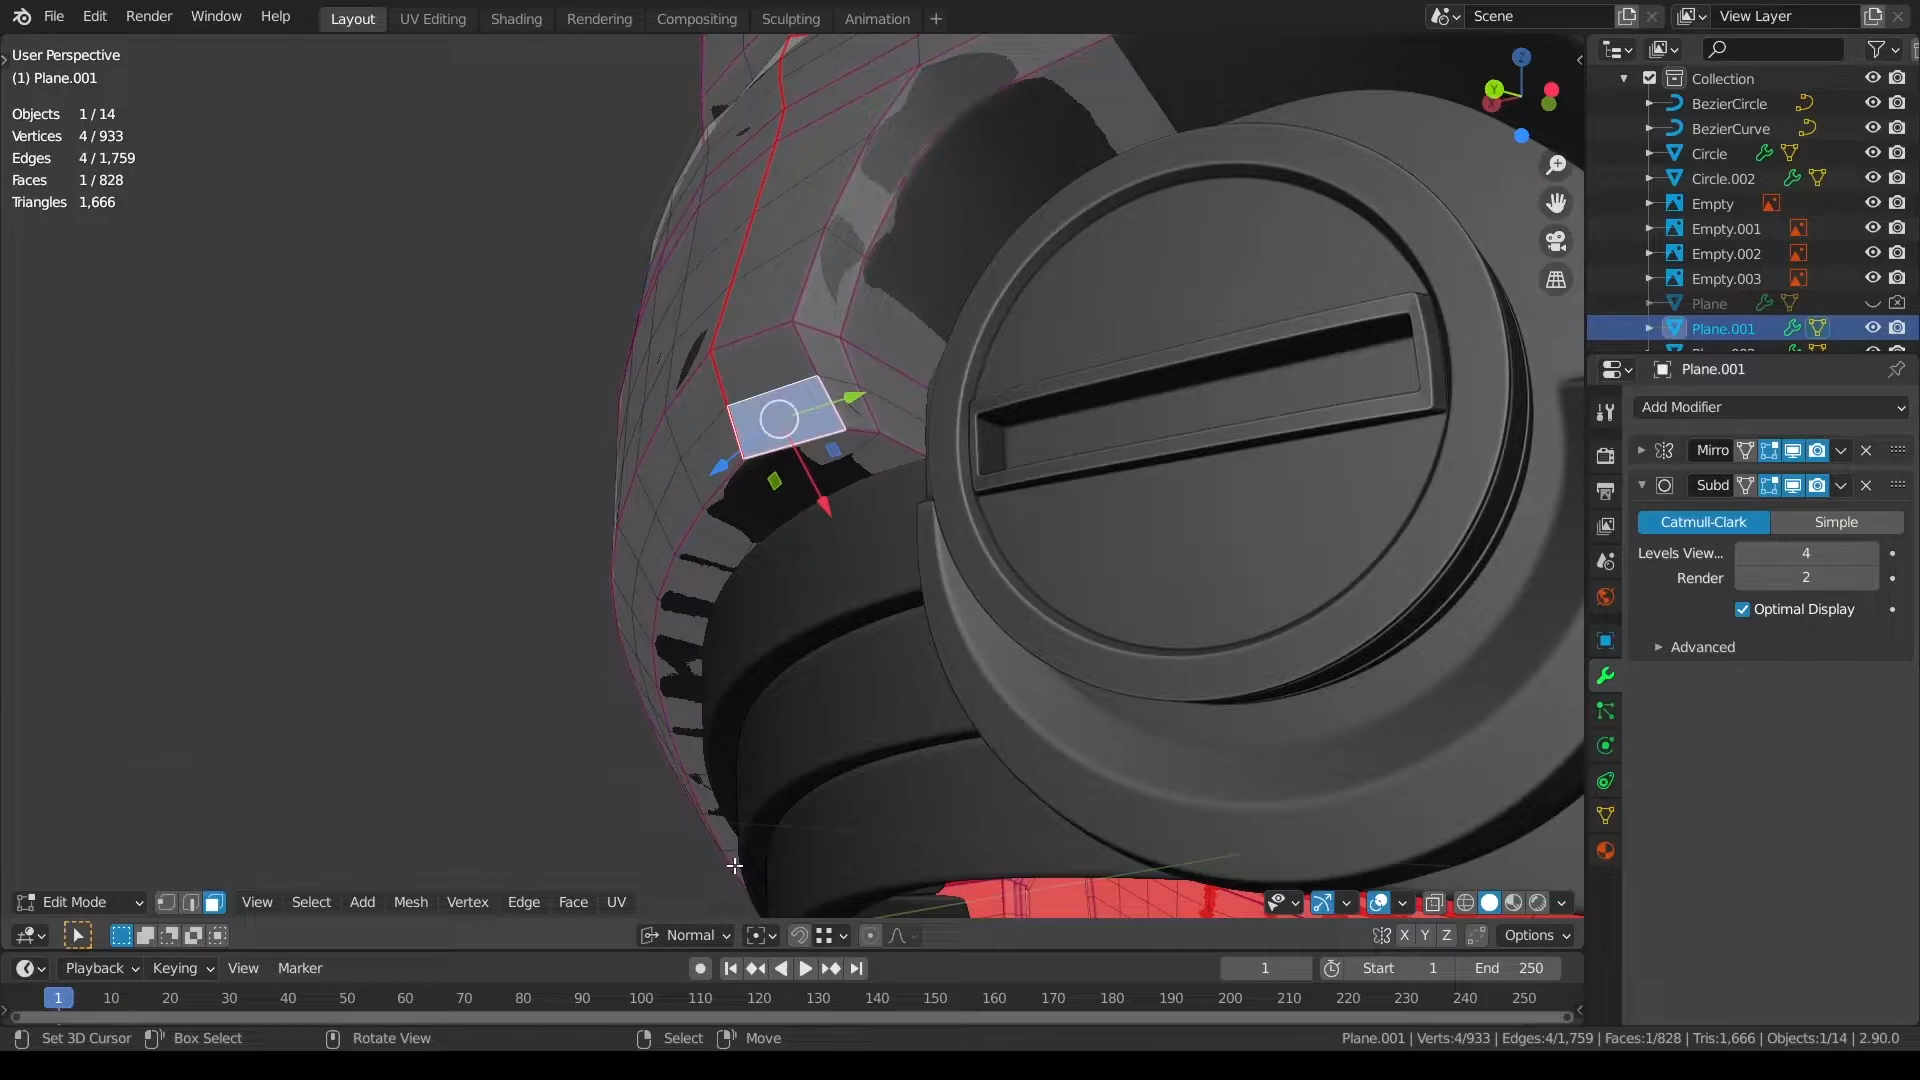 File Edit Render Window Help Layout UV Editing Shading Rendering Compositing Sculpting Animation + Scene View Layer
User Perspective
(1) Plane.001
Objects 1 / 14
Vertices 4 / 933
Edges 4 / 1,759
Faces 1 / 828
Triangles 1,666
Z
Y
X
Collection
BezierCircle
BezierCurve
Circle
Circle.002
Empty
Empty.001
Empty.002
Empty.003
Plane
Plane.001
Plane.001
Add Modifier
Mirro
Subd
Catmull-Clark Simple
Levels View... 4
Render 2
Optimal Display
Advanced
Edit Mode View Select Add Mesh Vertex Edge Face UV
Normal X Y Z Options
Playback Keying View Marker 1 Start 1 End 250
1 10 20 30 40 50 60 70 80 90 100 110 120 130 140 150 160 170 180 190 200 210 220 230 240 250
Set 3D Cursor Box Select Rotate View Select Move Plane.001 | Verts:4/933 | Edges:4/1,759 | Faces:1/828 | Tris:1,666 | Objects:1/14 | 2.90.0